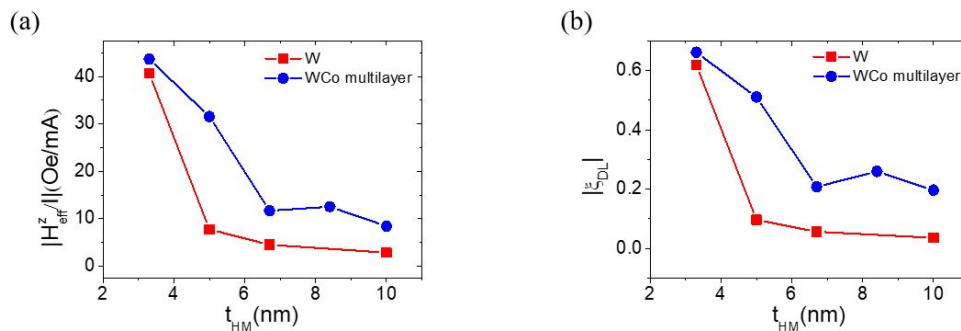 (a)
|H^z_eff/I|(Oe/mA)
40
30
20
10
0
W
WCo multilayer
2 4 6 8 10
t_HM(nm)
(b)
|ξ_DL|
0.6
0.4
0.2
0.0
W
WCo multilayer
2 4 6 8 10
t_HM(nm)